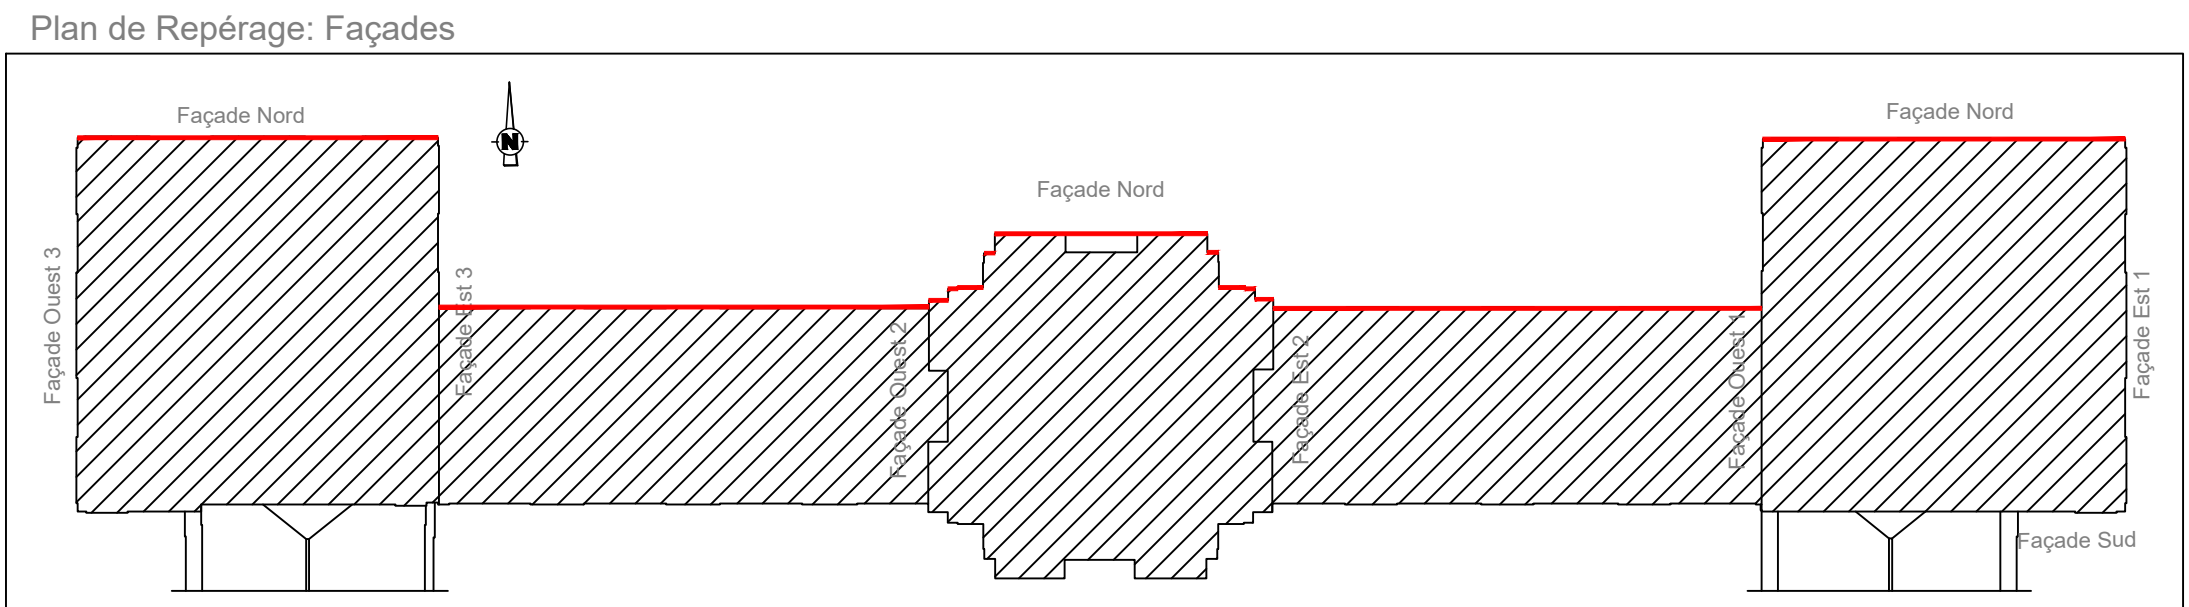 Plan de Repérage: Façades
Façade Nord
N
Façade Nord
Façade Nord
Façade Ouest 3
Façade Est 3
Façade Ouest 2
Façade Est 2
Façade Ouest 1
Façade Est 1
Façade Sud